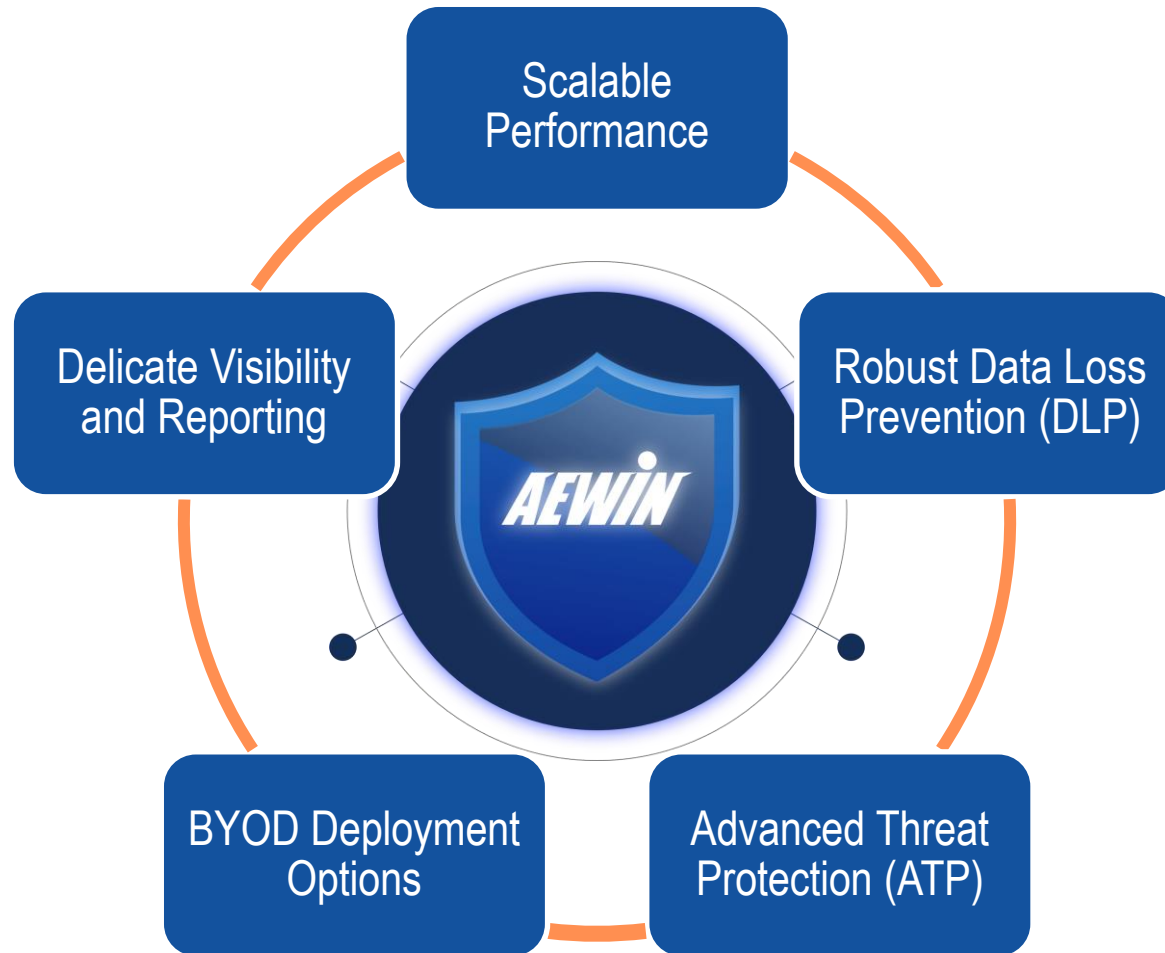 Scalable
Performance
Delicate Visibility
and Reporting
Robust Data Loss
Prevention (DLP)
AEWIN
BYOD Deployment
Options
Advanced Threat
Protection (ATP)